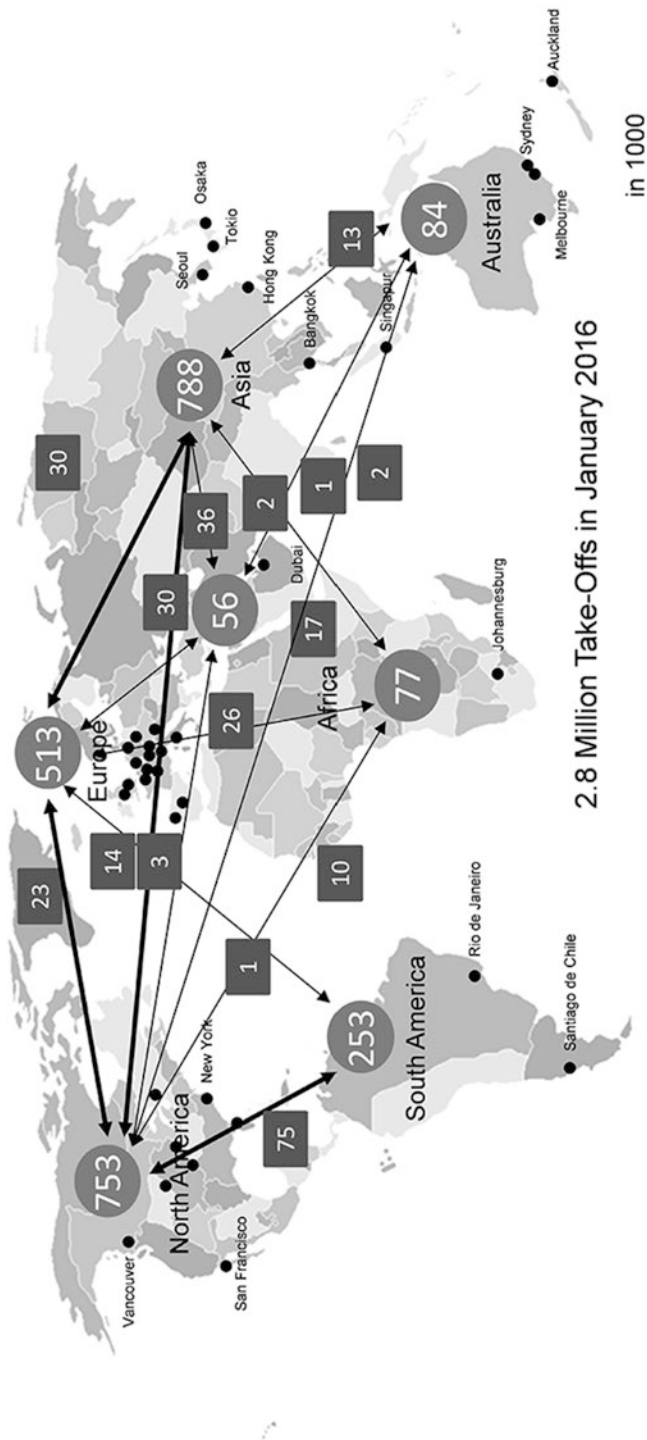 513
Europe
23
14
3
753
North America
Vancouver
San Francisco
New York
75
253
South America
Rio de Janeiro
Santiago de Chile
1
10
26
30
30
36
56
Dubai
17
2
1
2
77
Africa
Johannesburg
788
Asia
Seoul
Osaka
Tokio
Hong Kong
Bangkok
Singapur
13
84
Australia
Sydney
Melbourne
Auckland
2.8 Million Take-Offs in January 2016
in 1000